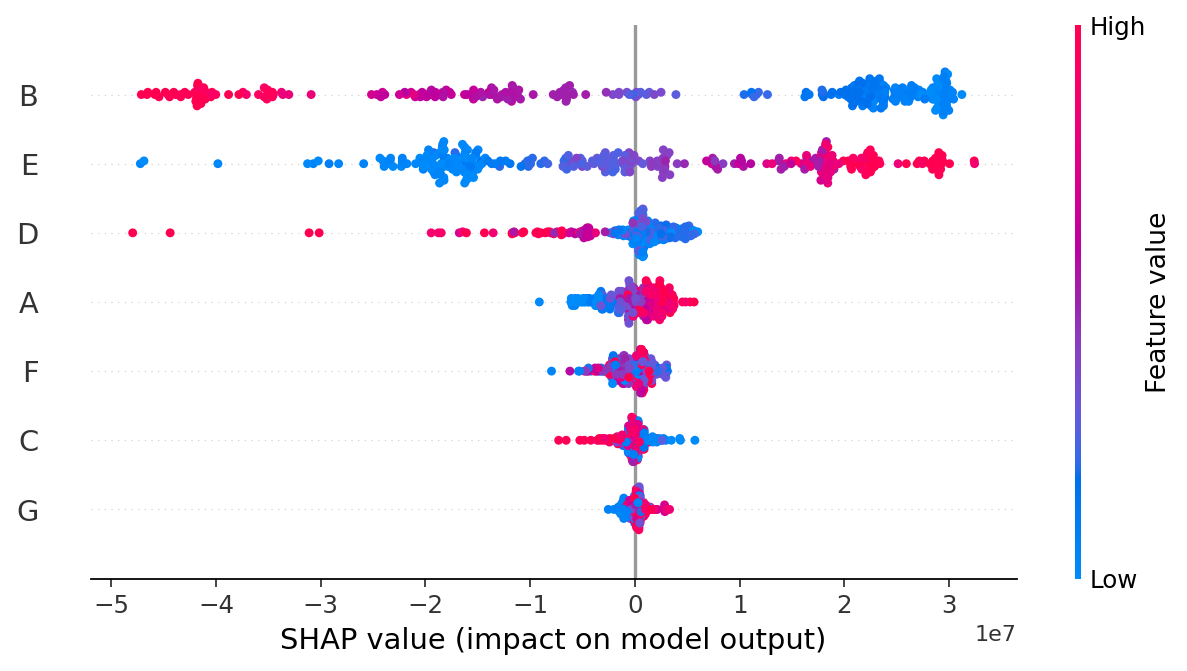 High
B
E
D
A
F
C
G
Feature value
Low
−5 −4 −3 −2 −1 0 1 2 3
1e7
SHAP value (impact on model output)